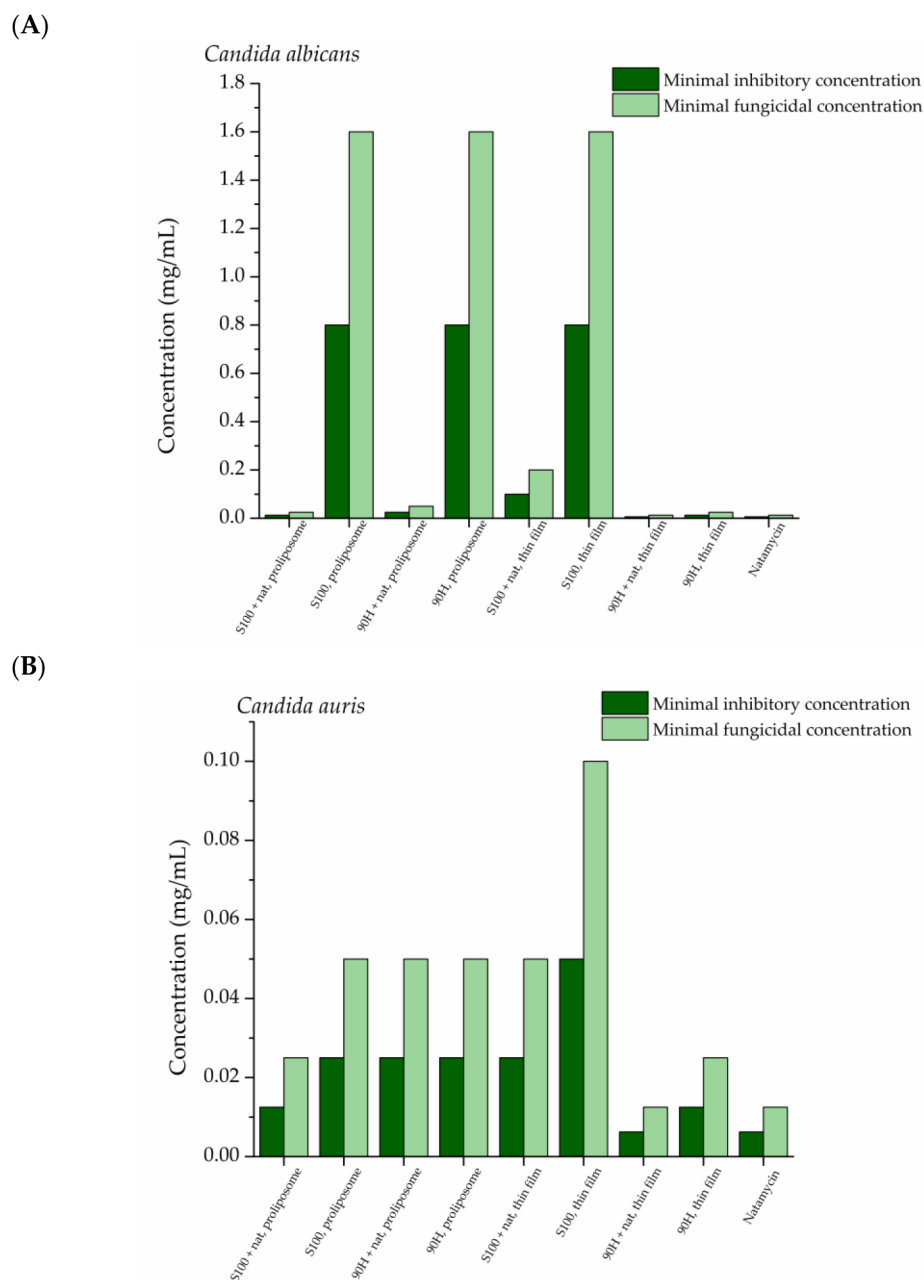 (A)
Candida albicans
Minimal inhibitory concentration
Minimal fungicidal concentration
Concentration (mg/mL)
1.8
1.6
1.4
1.2
1.0
0.8
0.6
0.4
0.2
0.0
S100 + nat, proliposome
S100, proliposome
90H + nat, proliposome
90H, proliposome
S100 + nat, thin film
S100, thin film
90H + nat, thin film
90H, thin film
Natamycin
(B)
Candida auris
Minimal inhibitory concentration
Minimal fungicidal concentration
Concentration (mg/mL)
0.10
0.08
0.06
0.04
0.02
0.00
S100 + nat, proliposome
S100, proliposome
90H + nat, proliposome
90H, proliposome
S100 + nat, thin film
S100, thin film
90H + nat, thin film
90H, thin film
Natamycin